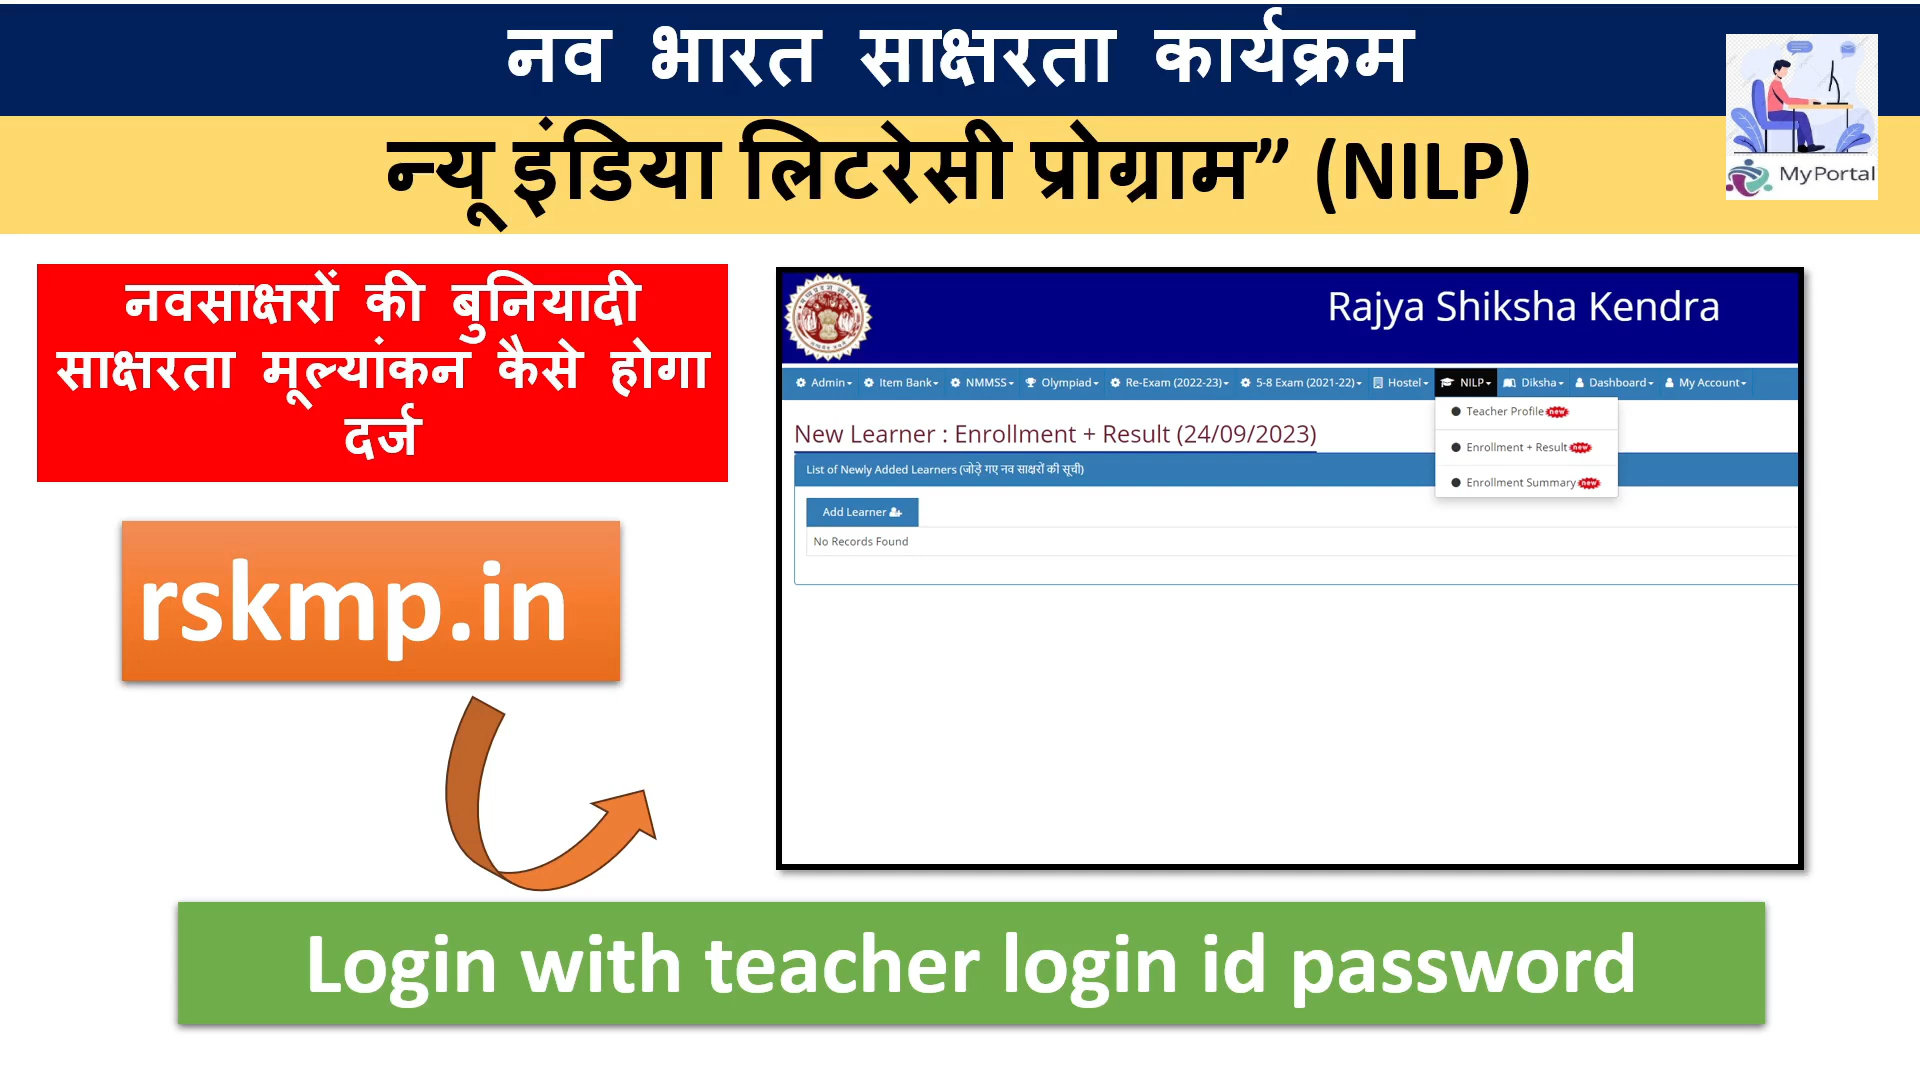 नव भारत साक्षरता कार्यक्रम
न्यू इंडिया लिटरेसी प्रोग्राम” (NILP)
MyPortal
नवसाक्षरों की बुनियादी
साक्षरता मूल्यांकन कैसे होगा
दर्ज
rskmp.in
Rajya Shiksha Kendra
Admin Item Bank NMMSS Olympiad Re-Exam (2022-23) 5-8 Exam (2021-22) Hostel NILP Diksha Dashboard My Account
Teacher Profile new
Enrollment + Result new
Enrollment Summary new
New Learner : Enrollment + Result (24/09/2023)
List of Newly Added Learners (जोड़े गए नव साक्षरों की सूची)
Add Learner
No Records Found
Login with teacher login id password